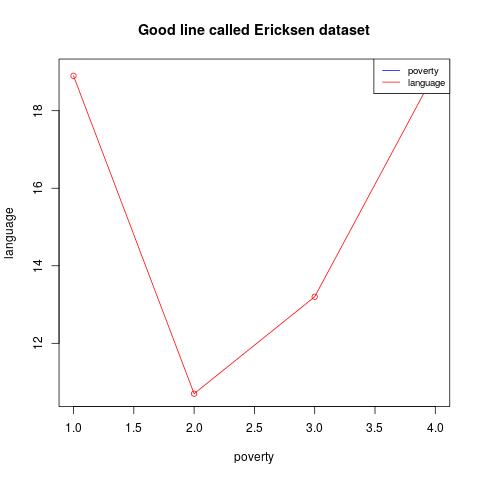 Good line called Ericksen dataset
poverty
language
18
16
14
12
language
1.0 1.5 2.0 2.5 3.0 3.5 4.0
poverty